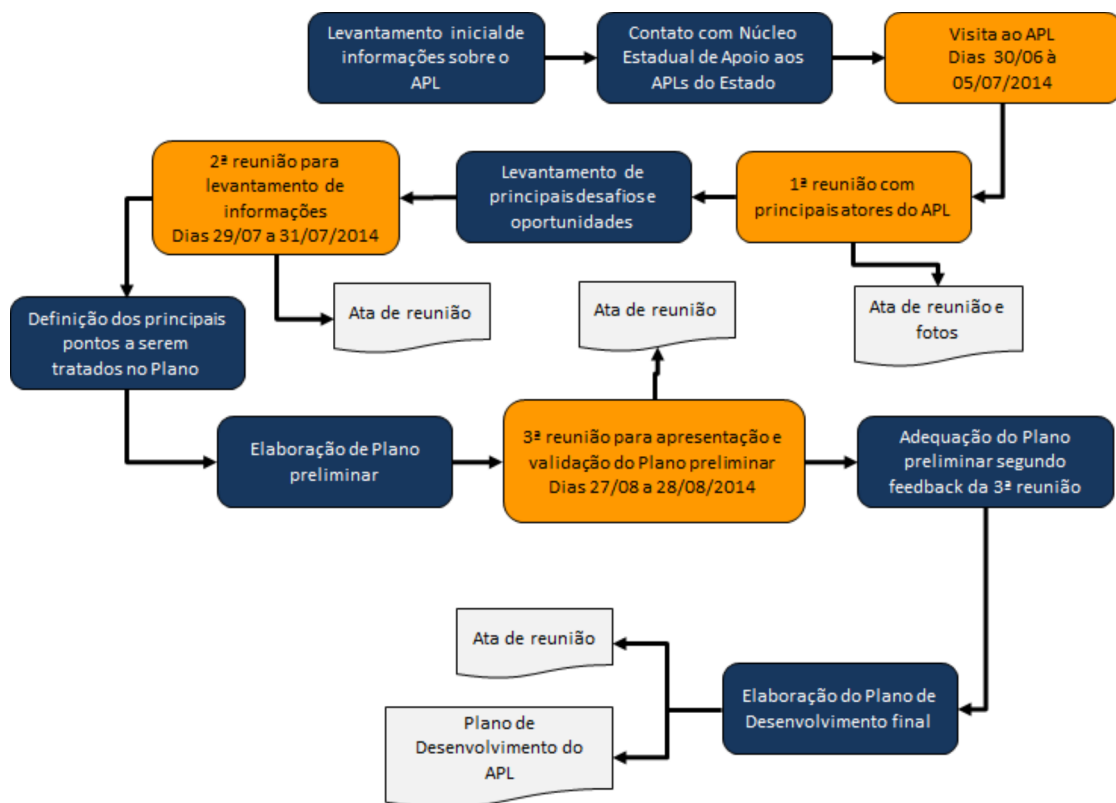 Levantamento inicial de
informações sobre o
APL
Contato com Núcleo
Estadual de Apoio aos
APLs do Estado
Visita ao APL
Dias 30/06 à
05/07/2014
1ª reunião com
principais atores do APL
Ata de reunião e
fotos
Levantamento de
principais desafios e
oportunidades
2ª reunião para
levantamento de
informações
Dias 29/07 a 31/07/2014
Ata de reunião
Definição dos principais
pontos a serem
tratados no Plano
Elaboração de Plano
preliminar
3ª reunião para apresentação e
validação do Plano preliminar
Dias 27/08 a 28/08/2014
Ata de reunião
Adequação do Plano
preliminar segundo
feedback da 3ª reunião
Elaboração do Plano de
Desenvolvimento final
Ata de reunião
Plano de
Desenvolvimento do
APL